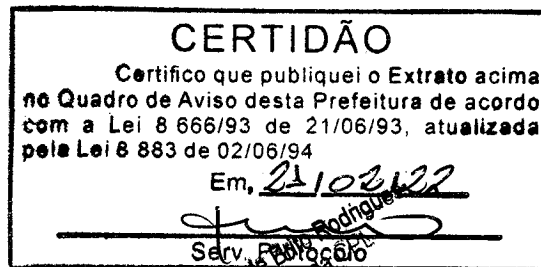 CERTIDÃO
Certifico que publiquei o Extrato acima
no Quadro de Aviso desta Prefeitura de acordo
com a Lei 8 666/93 de 21/06/93, atualizada
pela Lei 8 883 de 02/06/94
Em, 21/02/22
Rodrigues
Serv. Protocolo